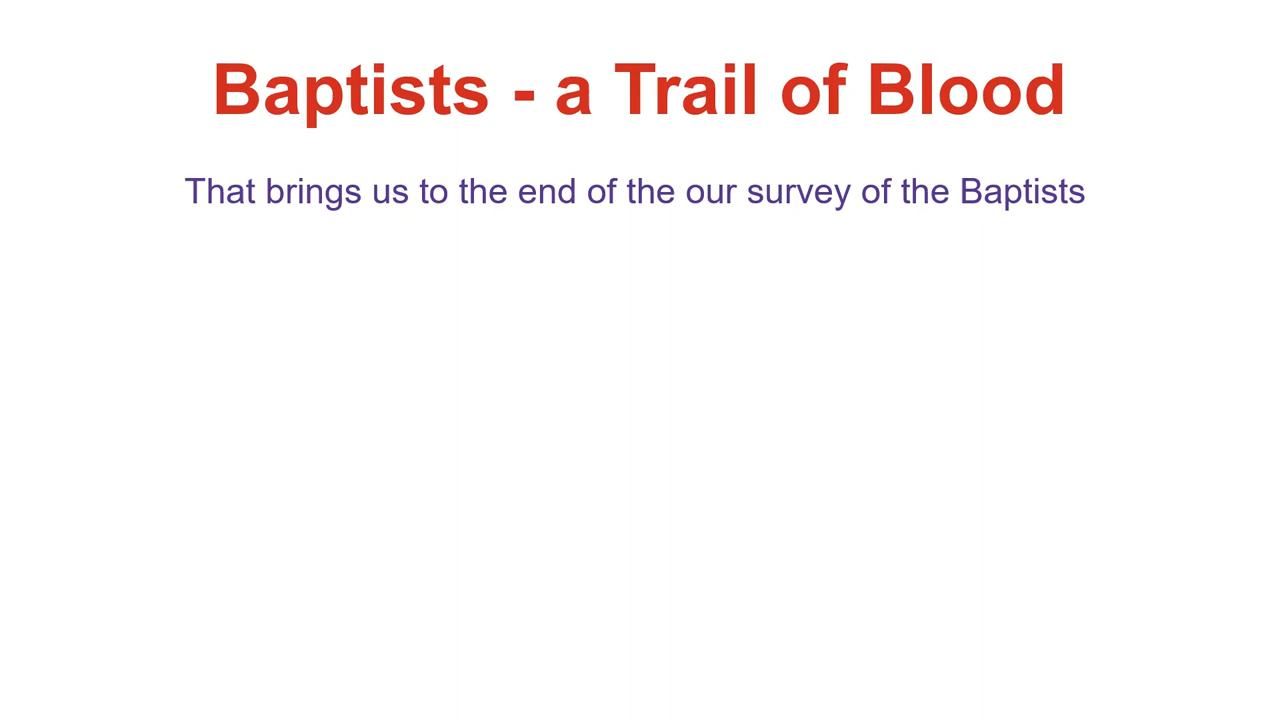 Baptists - a Trail of Blood
That brings us to the end of the our survey of the Baptists